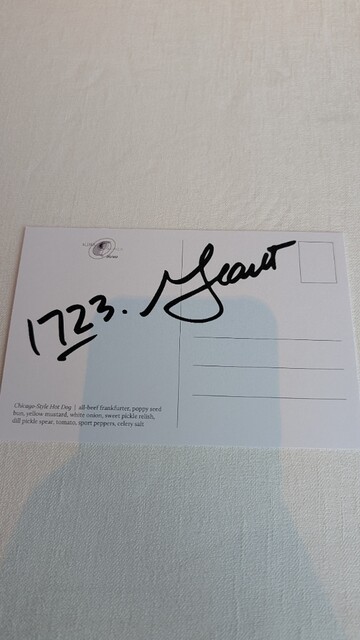 1723.
Chicago-Style Hot Dog | all-beef frankfurter, poppy seed
bun, yellow mustard, white onion, sweet pickle relish,
dill pickle spear, tomato, sport peppers, celery salt